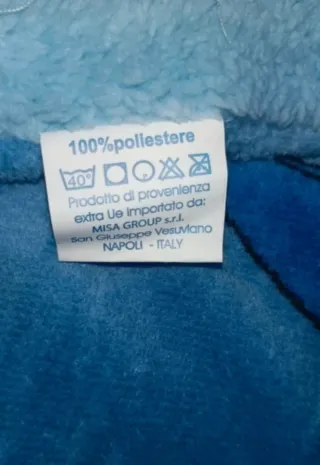 100%poliestere
40°
Prodotto di provenienza
extra Ue importato da:
MISA GROUP s.r.l.
San Giuseppe Vesuviano
NAPOLI - ITALY